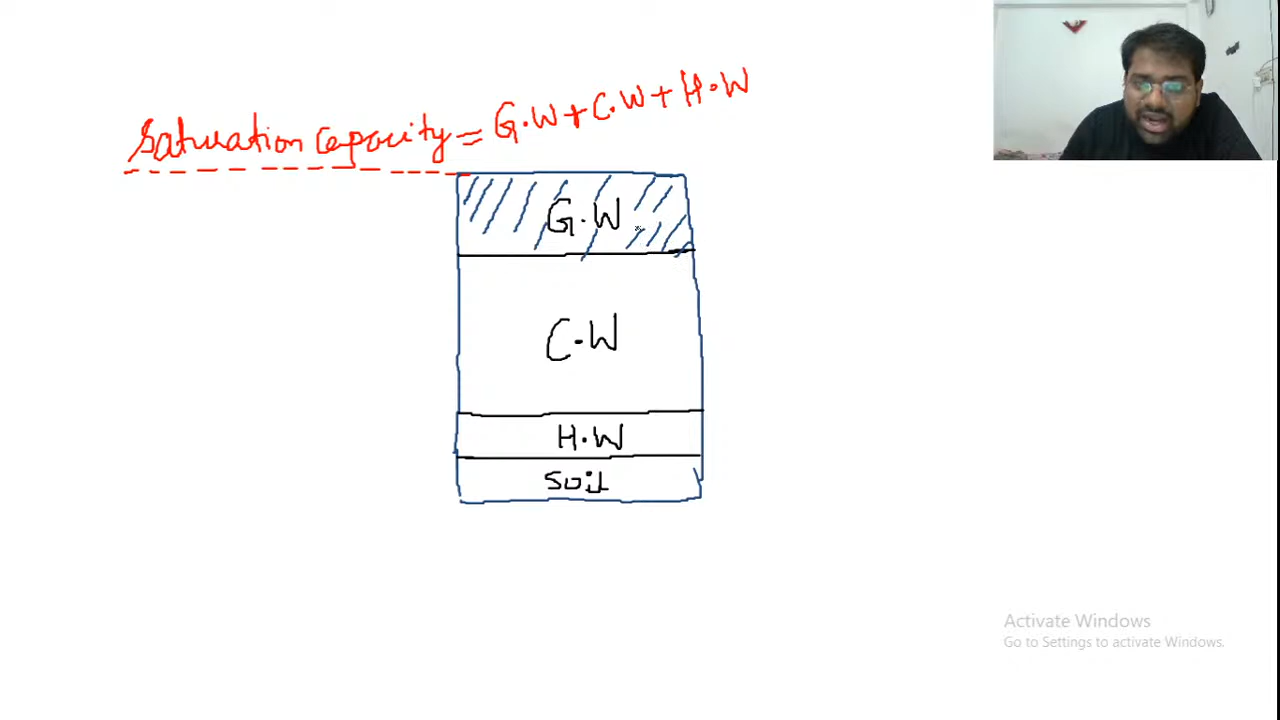 Saturation capacity = G.W + C.W + H.W
G.W
C.W
H.W
Soil
Activate Windows
Go to Settings to activate Windows.